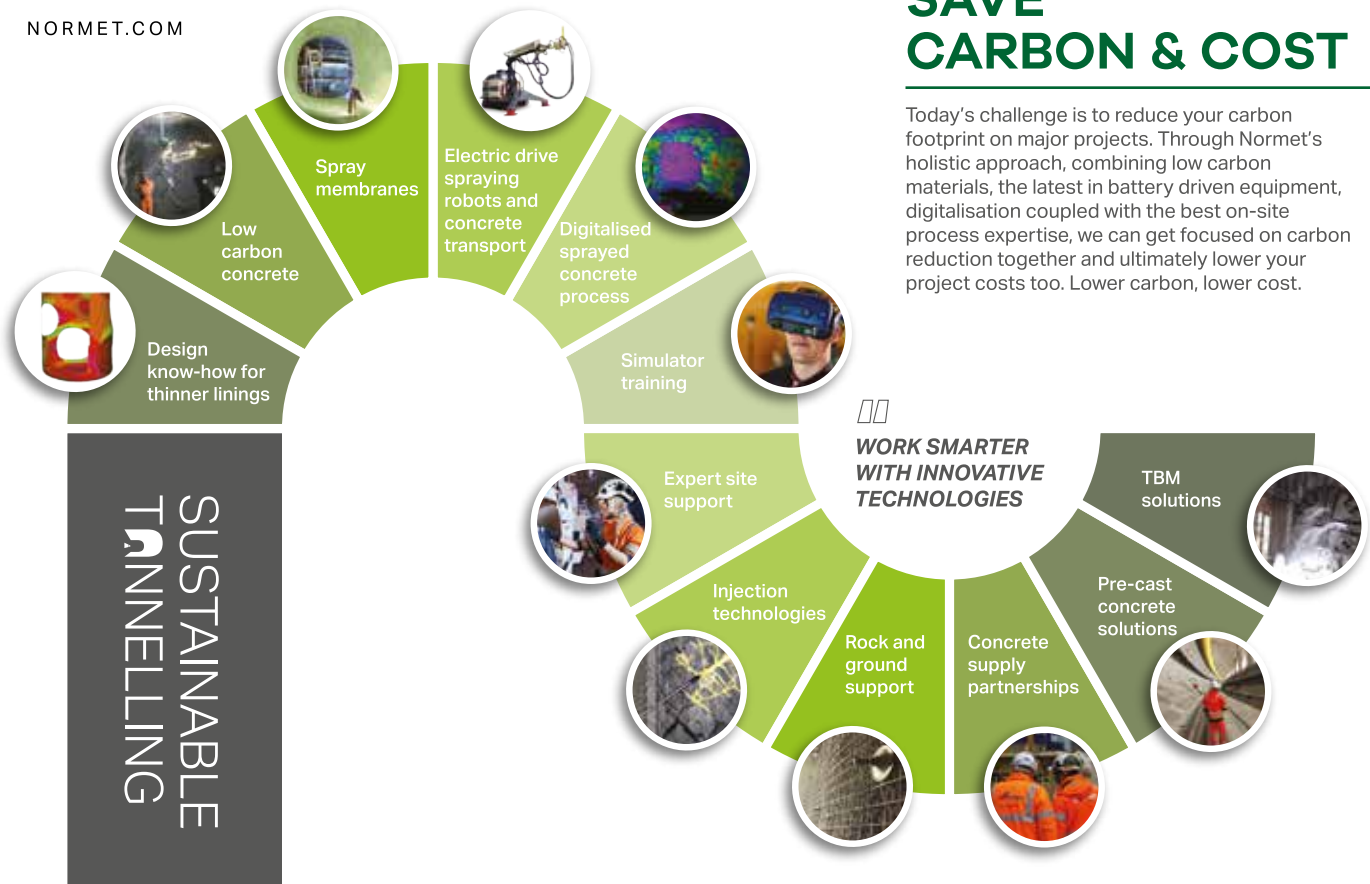 NORMET.COM
SAVE
CARBON & COST
Today's challenge is to reduce your carbon
footprint on major projects. Through Normet's
holistic approach, combining low carbon
materials, the latest in battery driven equipment,
digitalisation coupled with the best on-site
process expertise, we can get focused on carbon
reduction together and ultimately lower your
project costs too. Lower carbon, lower cost.
SUSTAINABLE
TUNNELLING
Design
know-how for
thinner linings
Low
carbon
concrete
Spray
membranes
Electric drive
spraying
robots and
concrete
transport
Digitalised
sprayed
concrete
process
Simulator
training
Expert site
support
Injection
technologies
Rock and
ground
support
Concrete
supply
partnerships
Pre-cast
concrete
solutions
TBM
solutions
WORK SMARTER
WITH INNOVATIVE
TECHNOLOGIES